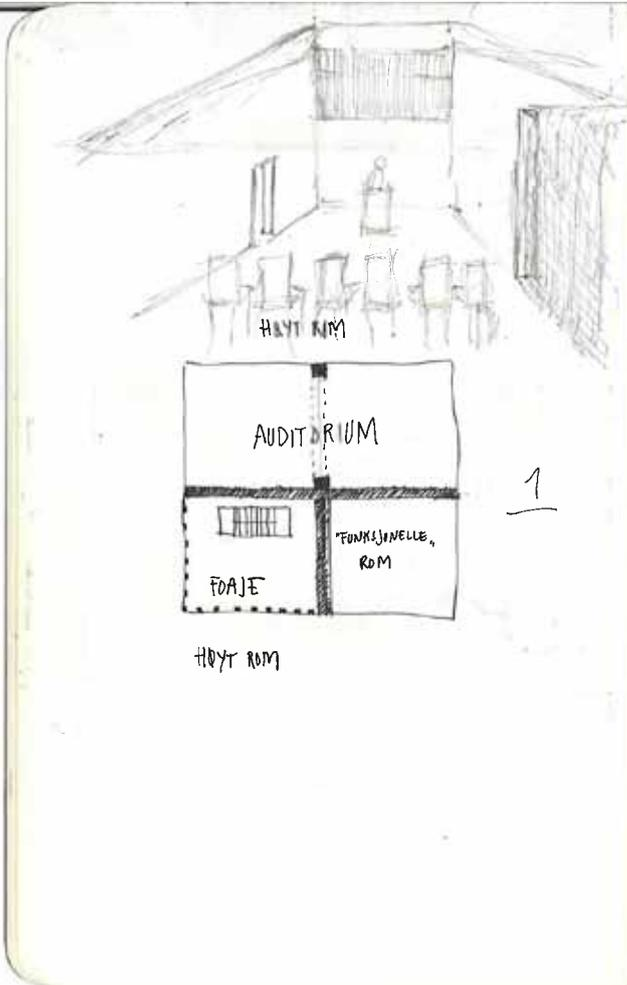 HØYT ROM
AUDITORIUM
1
"FUNKSJONELLE„
ROM
FOAJE
HØYT ROM